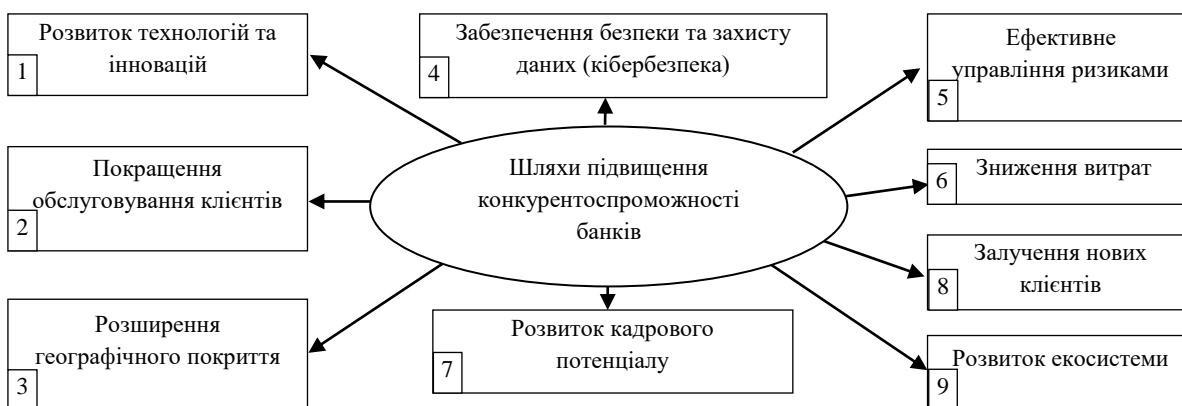 Розвиток технологій та
інновацій
1
Забезпечення безпеки та захисту
даних (кібербезпека)
4
Ефективне
управління ризиками
5
Покращення
обслуговування клієнтів
2
Шляхи підвищення
конкурентоспроможності
банків
Зниження витрат
6
Залучення нових
клієнтів
8
Розширення
географічного покриття
3
Розвиток кадрового
потенціалу
7
Розвиток екосистеми
9